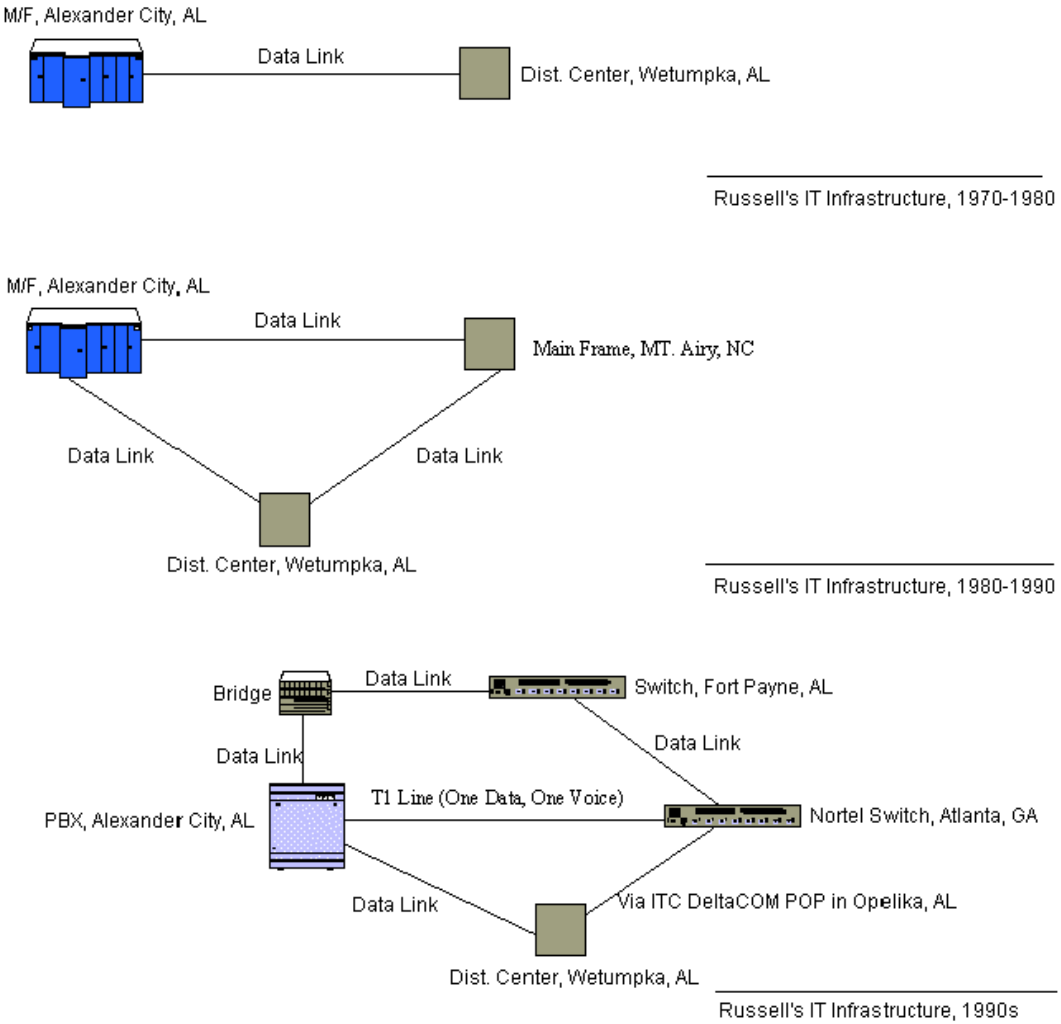 M/F, Alexander City, AL
Data Link
Dist. Center, Wetumpka, AL
Russell's IT Infrastructure, 1970-1980
M/F, Alexander City, AL
Data Link
Main Frame, MT. Airy, NC
Data Link
Data Link
Dist. Center, Wetumpka, AL
Russell's IT Infrastructure, 1980-1990
Bridge
Data Link
Switch, Fort Payne, AL
Data Link
Data Link
T1 Line (One Data, One Voice)
PBX, Alexander City, AL
Nortel Switch, Atlanta, GA
Data Link
Via ITC DeltaCOM POP in Opelika, AL
Dist. Center, Wetumpka, AL
Russell's IT Infrastructure, 1990s